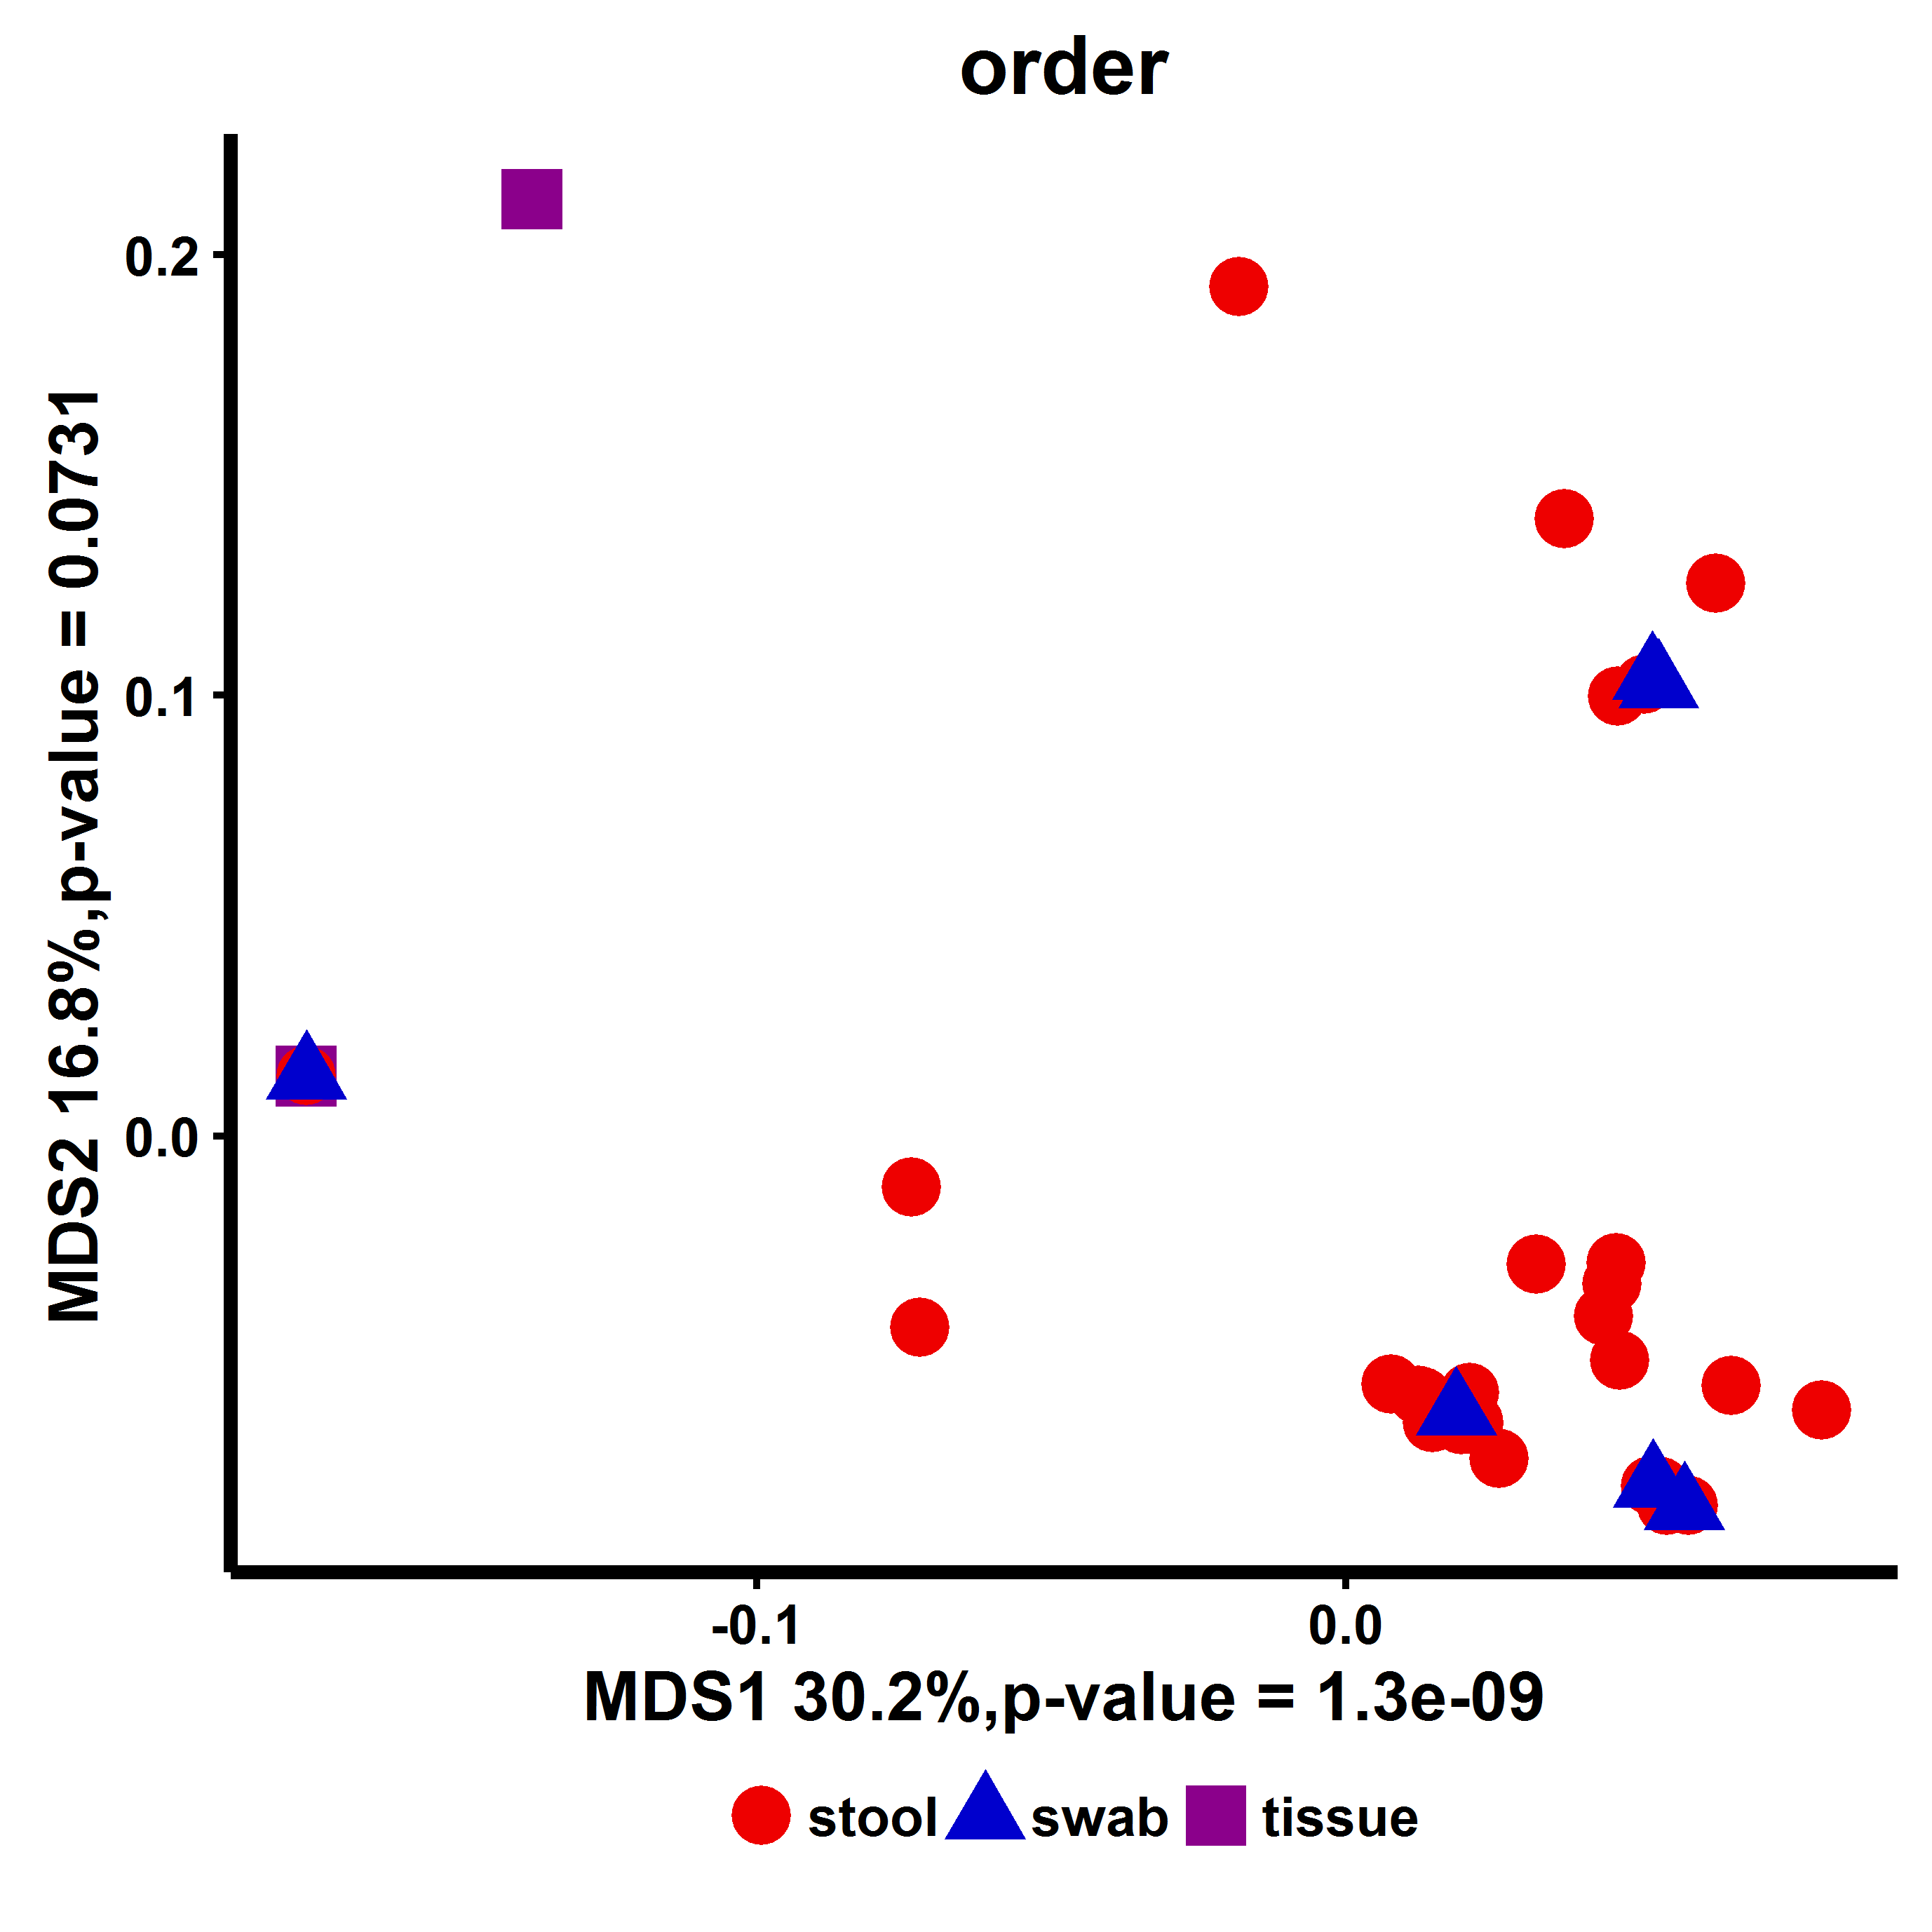 order
0.2
0.1
0.0
MDS2 16.8%,p-value = 0.0731
-0.1 0.0
MDS1 30.2%,p-value = 1.3e-09
stool swab tissue